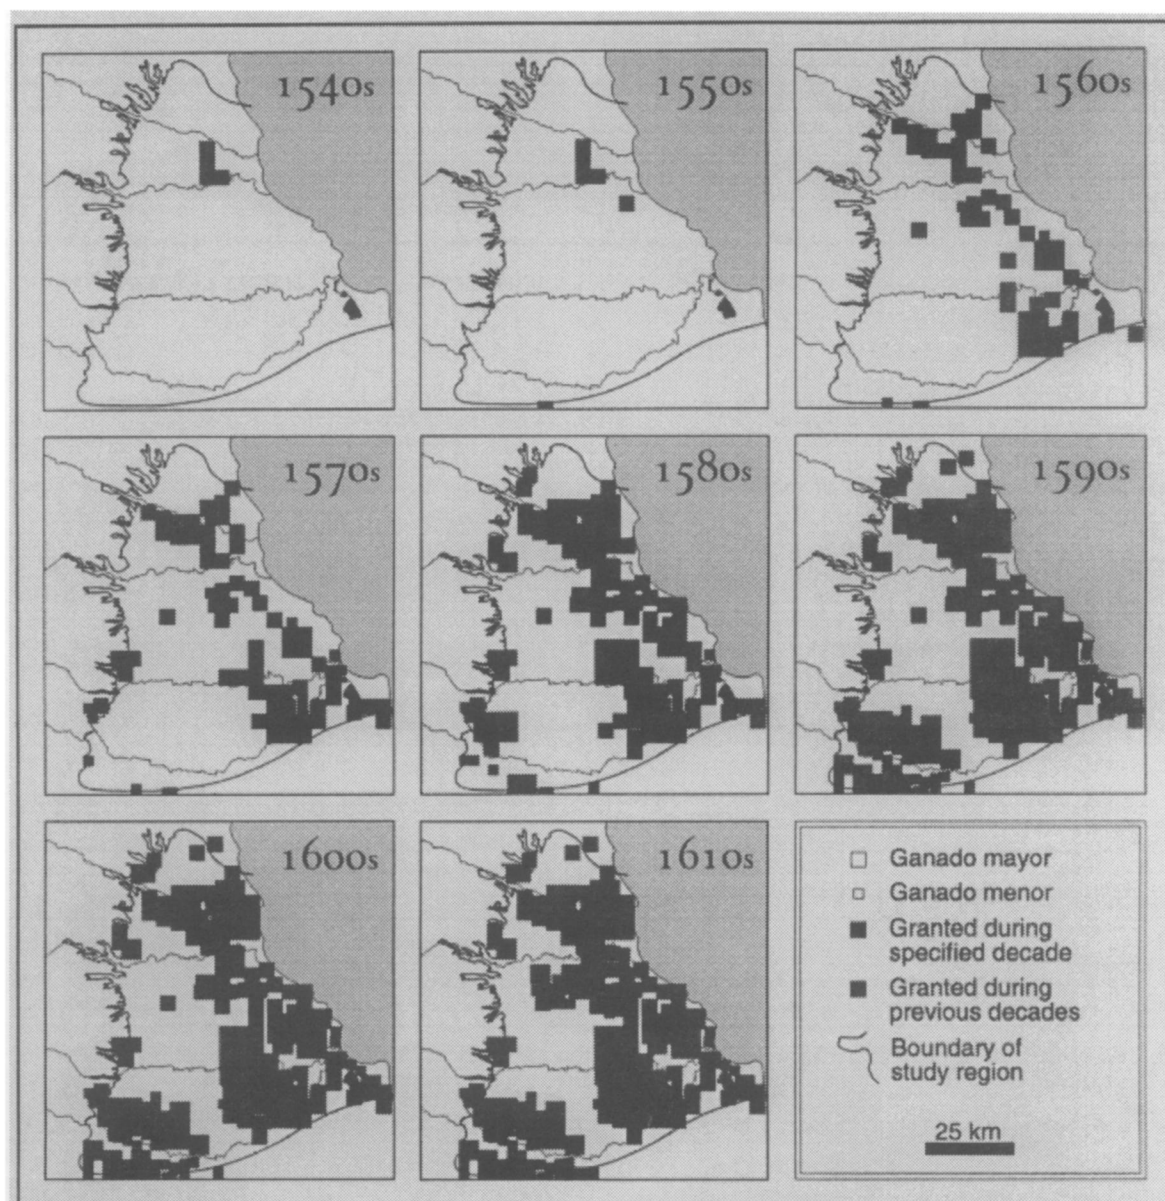 1540s
1550s
1560s
1570s
1580s
1590s
1600s
1610s
Ganado mayor
Ganado menor
Granted during
specified decade
Granted during
previous decades
Boundary of
study region
25 km